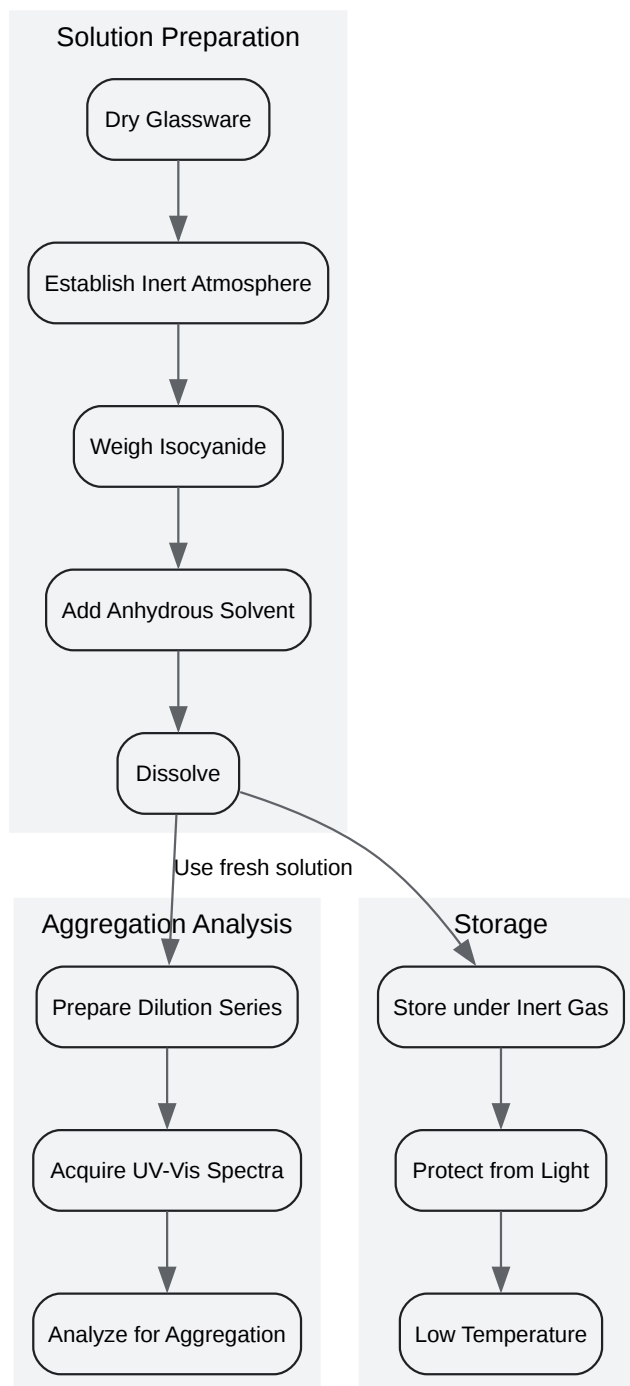 Solution Preparation
Dry Glassware
Establish Inert Atmosphere
Weigh Isocyanide
Add Anhydrous Solvent
Dissolve
Use fresh solution
Aggregation Analysis
Prepare Dilution Series
Acquire UV-Vis Spectra
Analyze for Aggregation
Storage
Store under Inert Gas
Protect from Light
Low Temperature